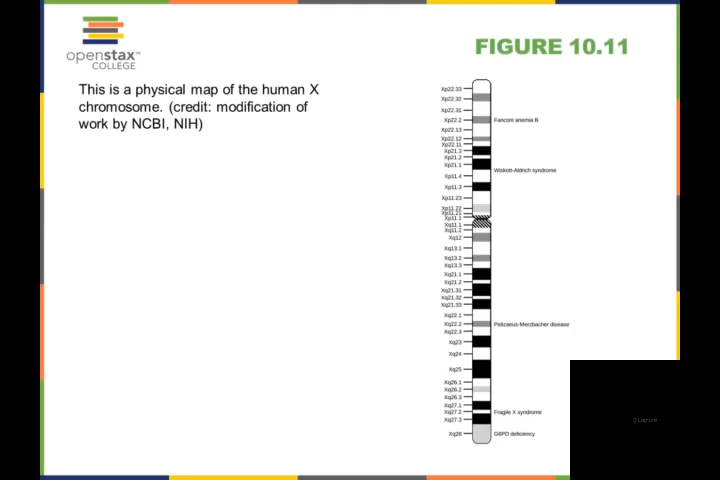 openstax™
COLLEGE
FIGURE 10.11
This is a physical map of the human X
chromosome. (credit: modification of
work by NCBI, NIH)
Xp22.33
Xp22.32
Xp22.31
Xp22.2
Fanconi anemia B
Xp22.13
Xp22.12
Xp22.11
Xp21.3
Xp21.2
Xp21.1
Wiskott-Aldrich syndrome
Xp11.4
Xp11.3
Xp11.23
Xp11.22
Xp11.21
Xp11.1
Xq11.1
Xq11.2
Xq12
Xq13.1
Xq13.2
Xq13.3
Xq21.1
Xq21.2
Xq21.31
Xq21.32
Xq21.33
Xq22.1
Xq22.2
Pelizaeus-Merzbacher disease
Xq22.3
Xq23
Xq24
Xq25
Xq26.1
Xq26.2
Xq26.3
Xq27.1
Xq27.2
Fragile X syndrome
Xq27.3
Xq28
G6PD deficiency